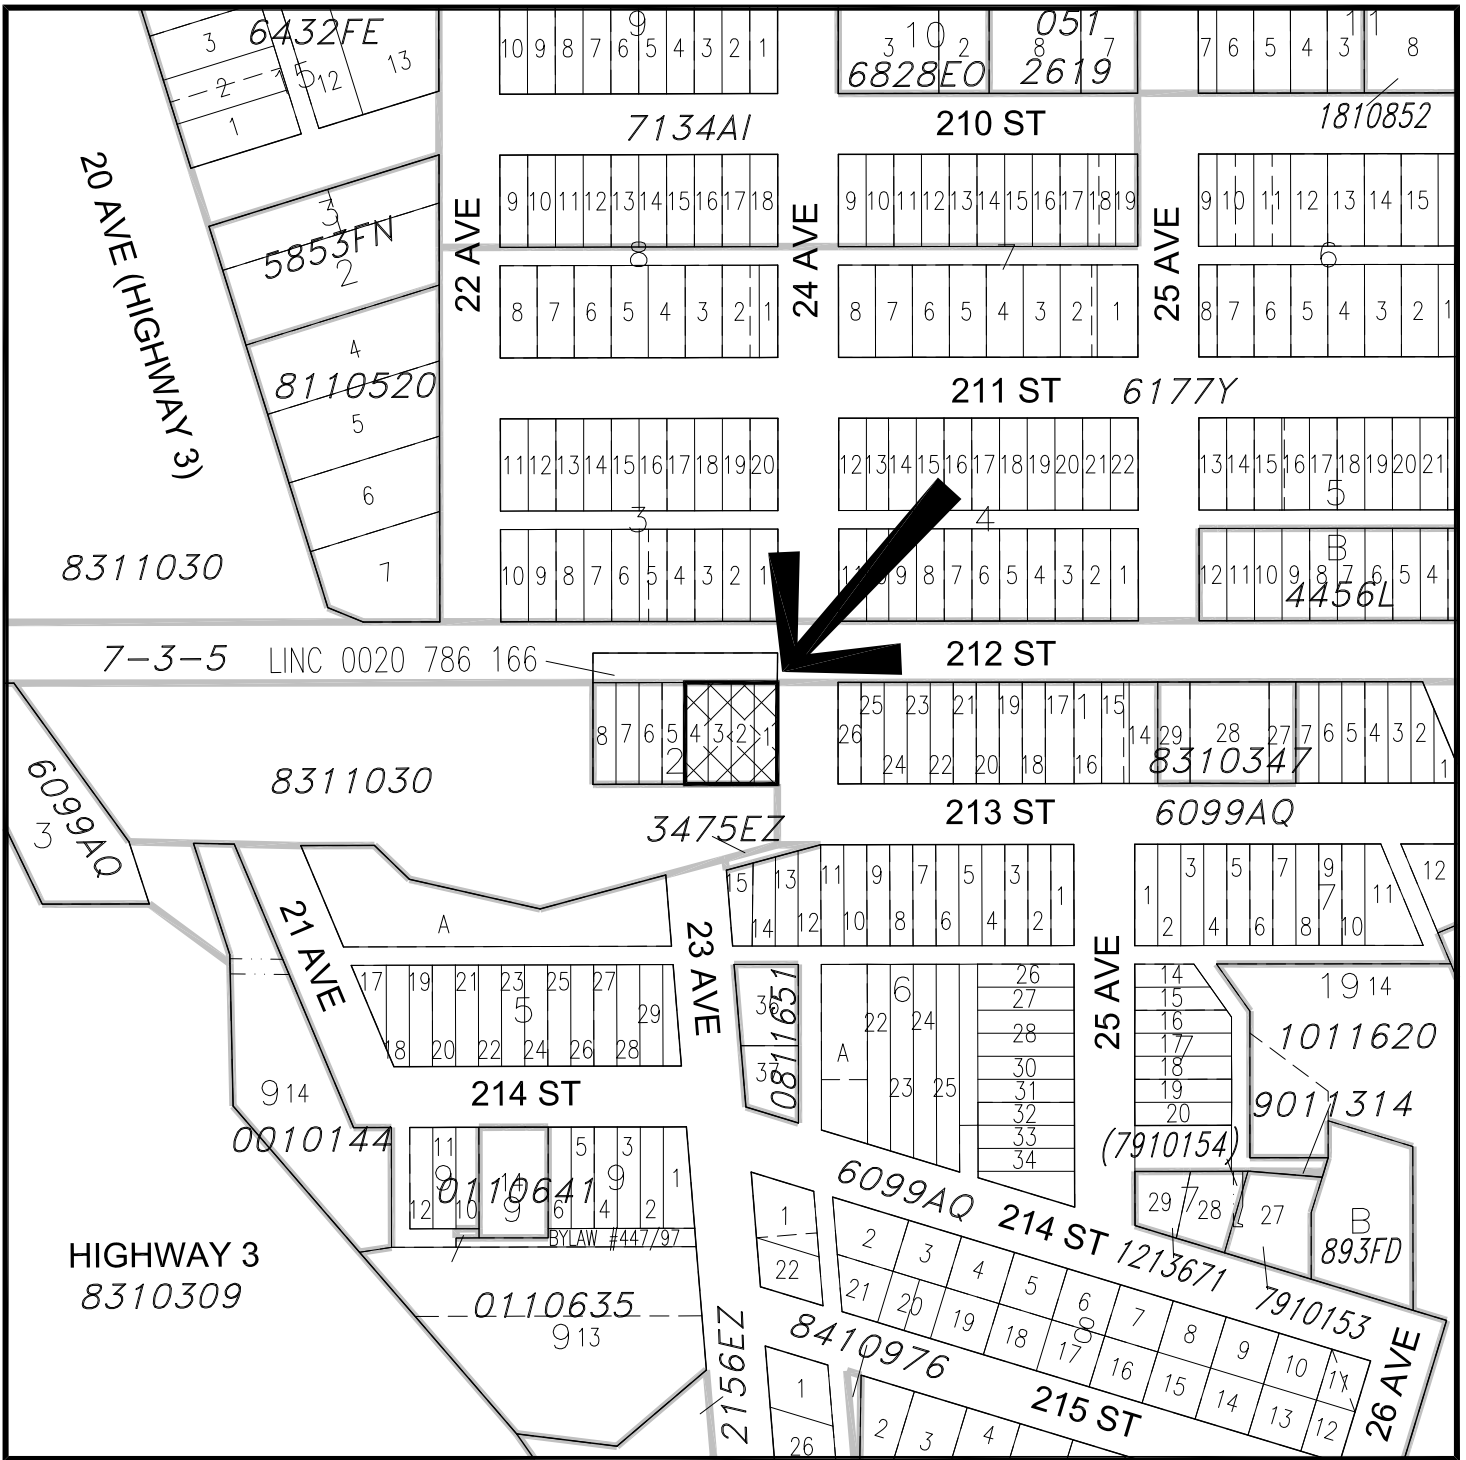 6432FE
3
2
1
15
12
13
9
10 9 8 7 6 5 4 3 2 1
10
3 2
6828EO
051
8 7
2619
7 6 5 4 3
11
8
1810852
7134AI
210 ST
20 AVE (HIGHWAY 3)
22 AVE
24 AVE
25 AVE
3
5853FN
2
9 10 11 12 13 14 15 16 17 18
8
8 7 6 5 4 3 2 1
9 10 11 12 13 14 15 16 17 18 19
7
8 7 6 5 4 3 2 1
9 10 11 12 13 14 15
6
8 7 6 5 4 3 2 1
4
8110520
5
6
7
211 ST
6177Y
11 12 13 14 15 16 17 18 19 20
3
10 9 8 7 6 5 4 3 2 1
12 13 14 15 16 17 18 19 20 21 22
4
11 9 8 7 6 5 4 3 2 1
13 14 15 16 17 18 19 20 21
5
B
12 11 10 9 8 7 6 5 4
4456L
8311030
7-3-5
LINC 0020 786 166
212 ST
8 7 6 5 4 3 2 1
2
25 23 21 19 17 1 15
26 14 29 28 27 7 6 5 4 3 2
24 22 20 18 16 1
8310347
8311030
6099AQ
3
3475EZ
213 ST
6099AQ
21 AVE
A
23 AVE
15 13 11 9 7 5 3 1
14 12 10 8 6 4 2
25 AVE
1 3 5 7 9 11
7
2 4 6 8 10
12
17 19 21 23 25 27 29
5
18 20 22 24 26 28
214 ST
36
37
0811651
6
A
22 24
23 25
26
27
28
30
31
32
33
34
14
15
16
17
7
18
19
20
19 14
1011620
9011314
(7910154)
9 14
0010144
11
9
12 10
14
9
0110641
5 3 1
9
6 4 2
BYLAW #447/97
6099AQ
214 ST
1213671
29 7 28
27
B
893FD
7910153
HIGHWAY 3
8310309
0110635
9 13
2156EZ
1
22
2 3 4 5 6 7 8 9 10 11
8
21 20 19 18 17 16 15 14 13 12
8410976
215 ST
26 AVE
1
26
2 3 4